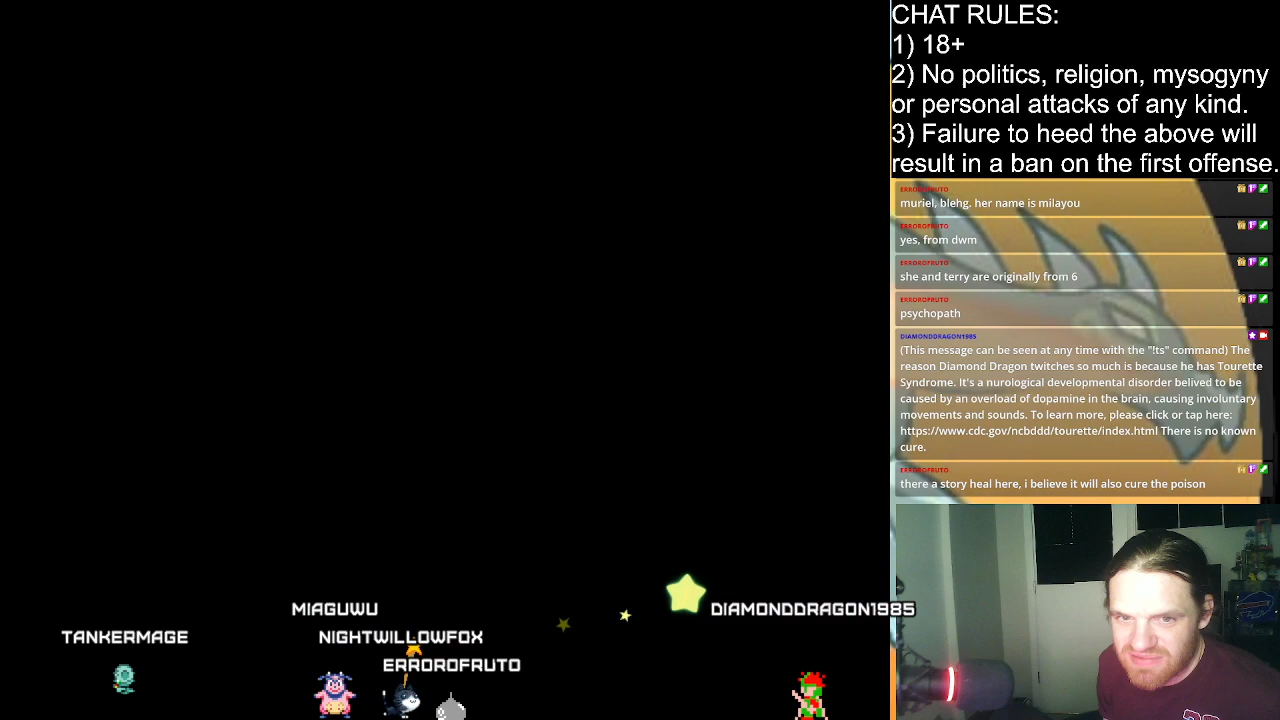 CHAT RULES:
1) 18+
2) No politics, religion, mysogyny
or personal attacks of any kind.
3) Failure to heed the above will
result in a ban on the first offense.
ERROROFRUTO
muriel, blehg. her name is milayou
ERROROFRUTO
yes, from dwm
ERROROFRUTO
she and terry are originally from 6
ERROROFRUTO
psychopath
DIAMONDDRAGON1985
(This message can be seen at any time with the "!ts" command) The
reason Diamond Dragon twitches so much is because he has Tourette
Syndrome. It's a nurological developmental disorder belived to be
caused by an overload of dopamine in the brain, causing involuntary
movements and sounds. To learn more, please click or tap here:
https://www.cdc.gov/ncbddd/tourette/index.html There is no known
cure.
ERROROFRUTO
there a story heal here, i believe it will also cure the poison
MIAGUWU
DIAMONDDRAGON1985
TANKERMAGE
NIGHTWILLOWFOX
ERROROFRUTO